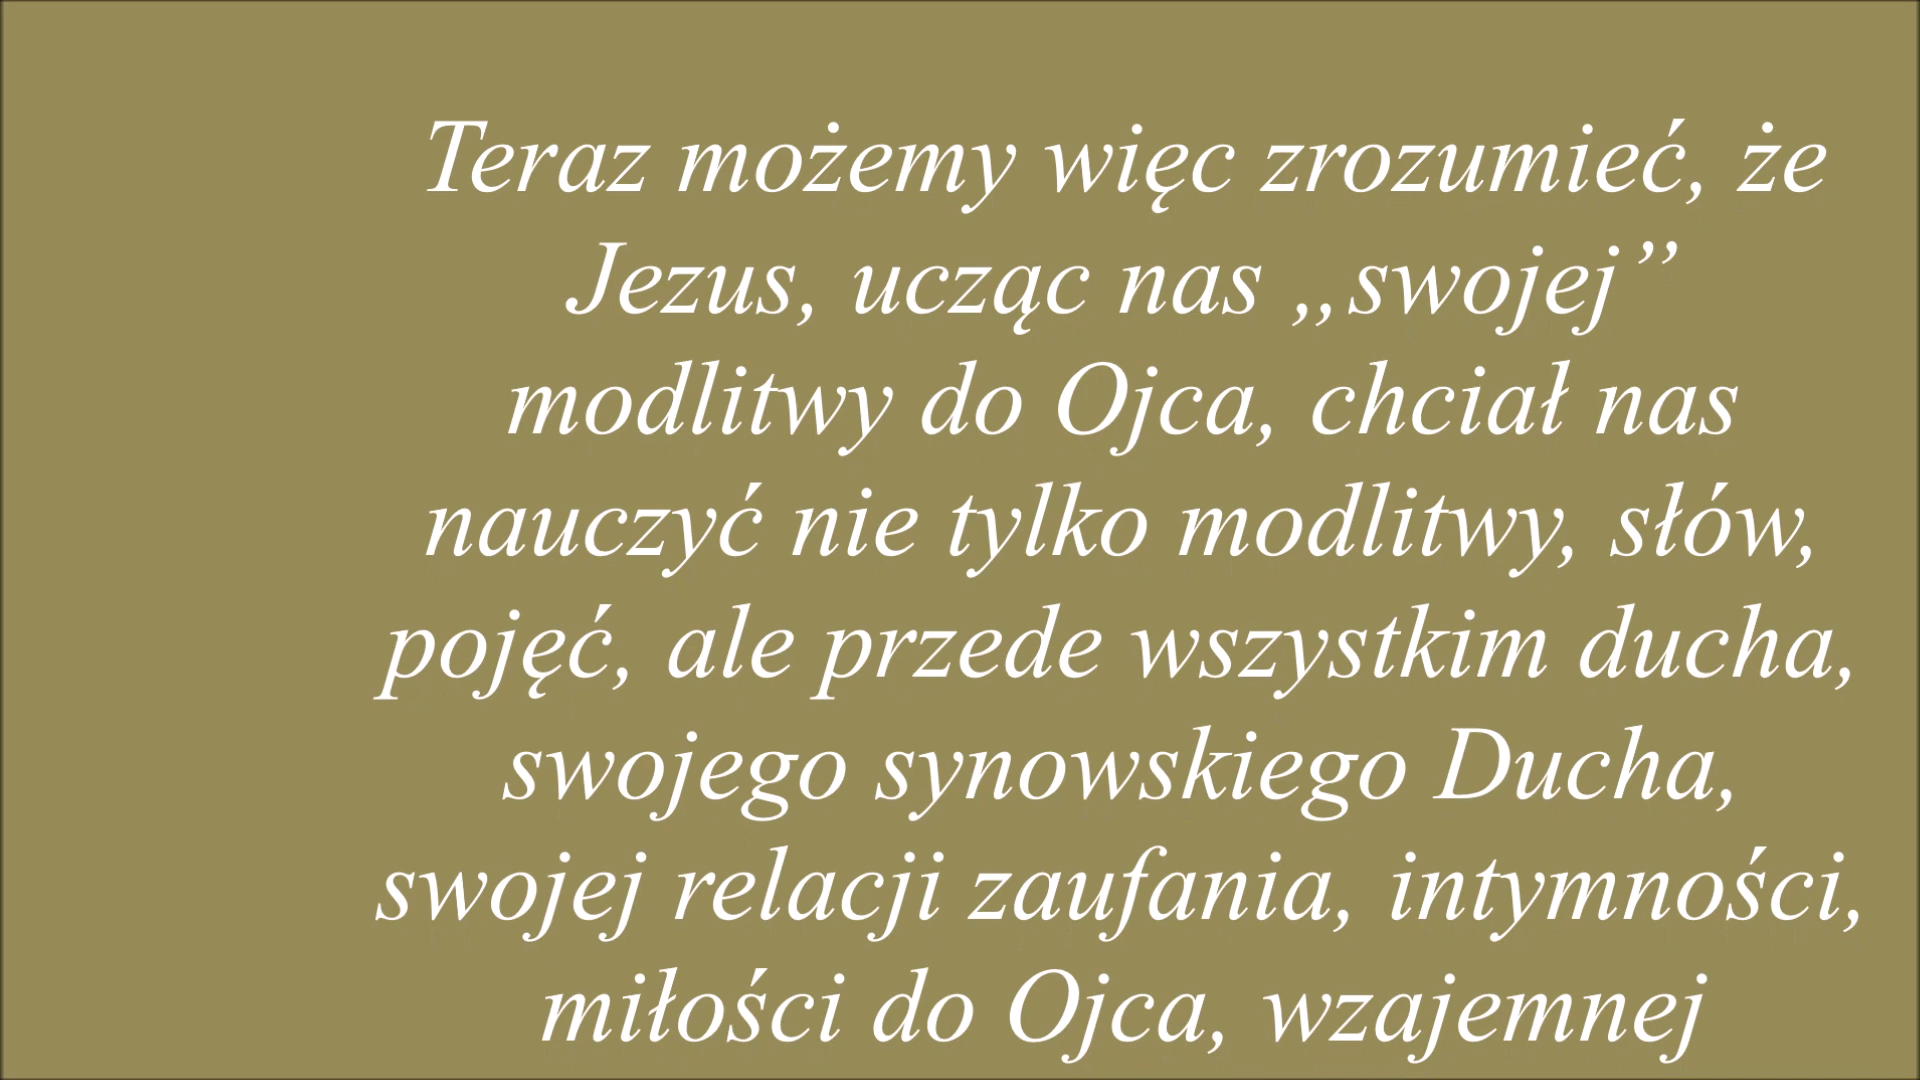 Teraz możemy więc zrozumieć, że
Jezus, ucząc nas ,,swojej’’
modlitwy do Ojca, chciał nas
nauczyć nie tylko modlitwy, słów,
pojęć, ale przede wszystkim ducha,
swojego synowskiego Ducha,
swojej relacji zaufania, intymności,
miłości do Ojca, wzajemnej